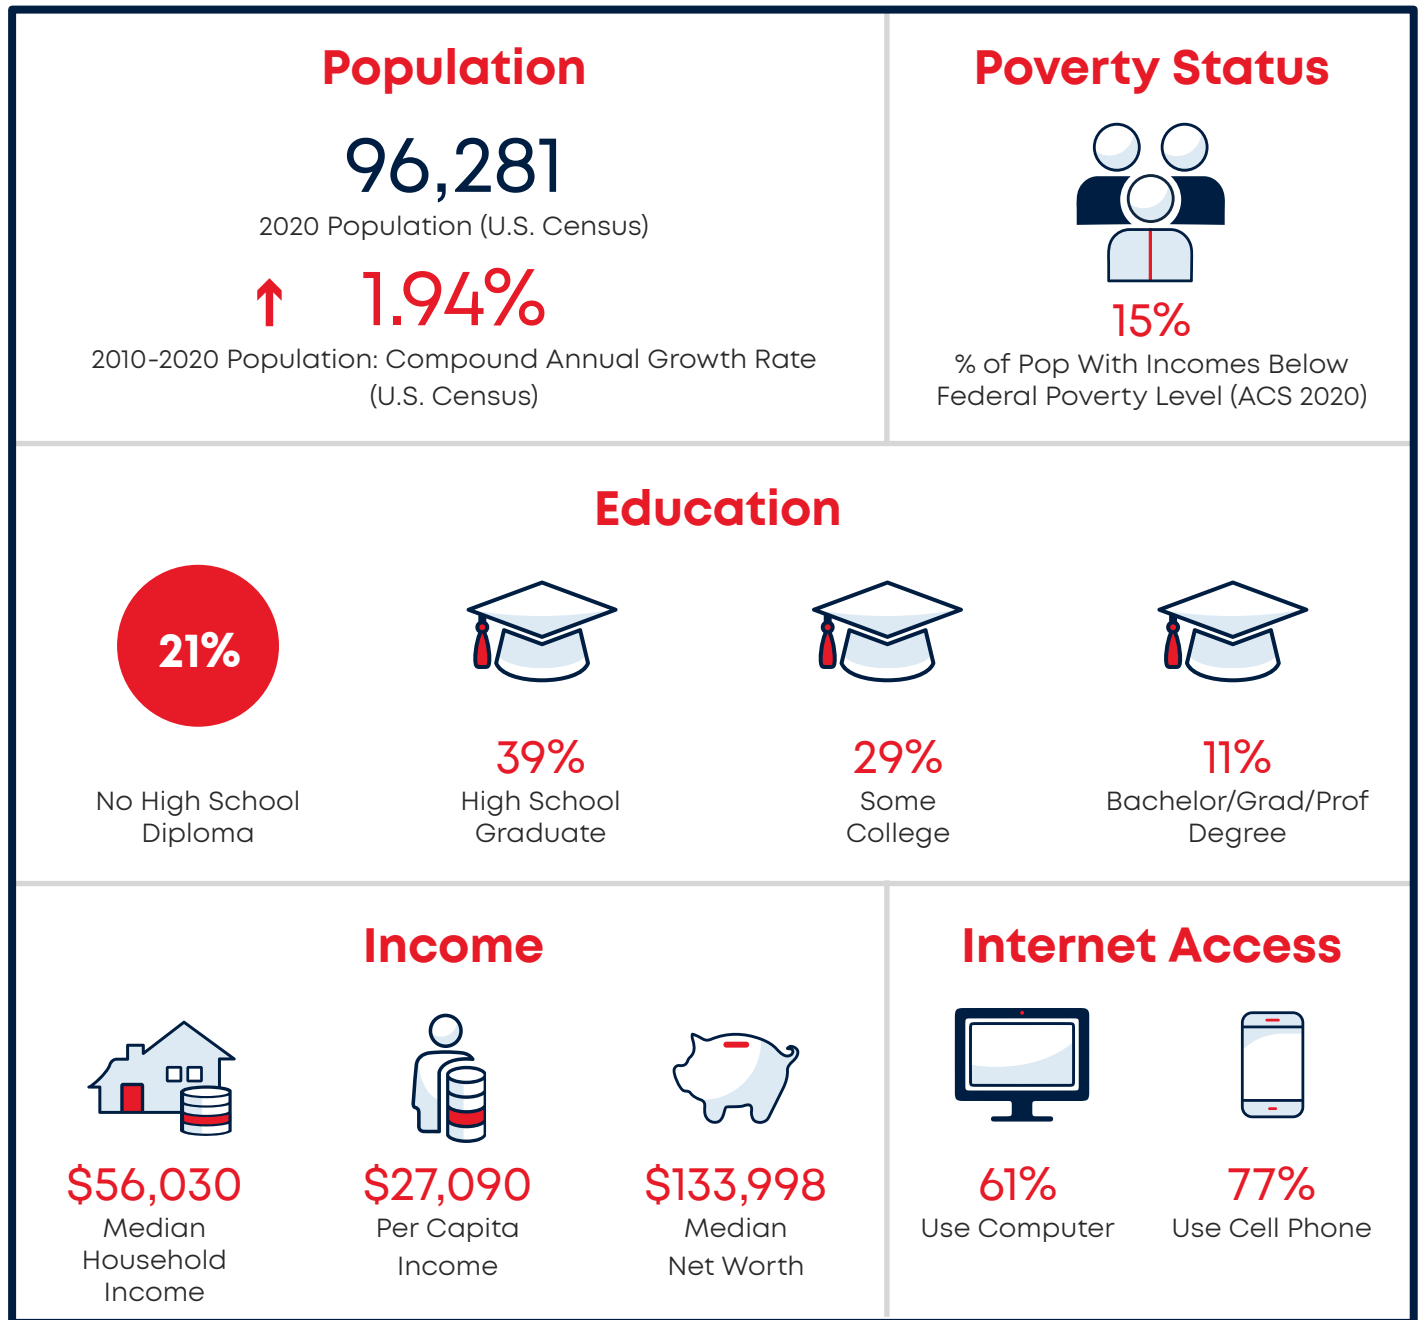 Population
96,281
2020 Population (U.S. Census)
↑ 1.94%
2010-2020 Population: Compound Annual Growth Rate
(U.S. Census)
Poverty Status
15%
% of Pop With Incomes Below
Federal Poverty Level (ACS 2020)
Education
21%
No High School
Diploma
39%
High School
Graduate
29%
Some
College
11%
Bachelor/Grad/Prof
Degree
Income
$56,030
Median
Household
Income
$27,090
Per Capita
Income
$133,998
Median
Net Worth
Internet Access
61%
Use Computer
77%
Use Cell Phone